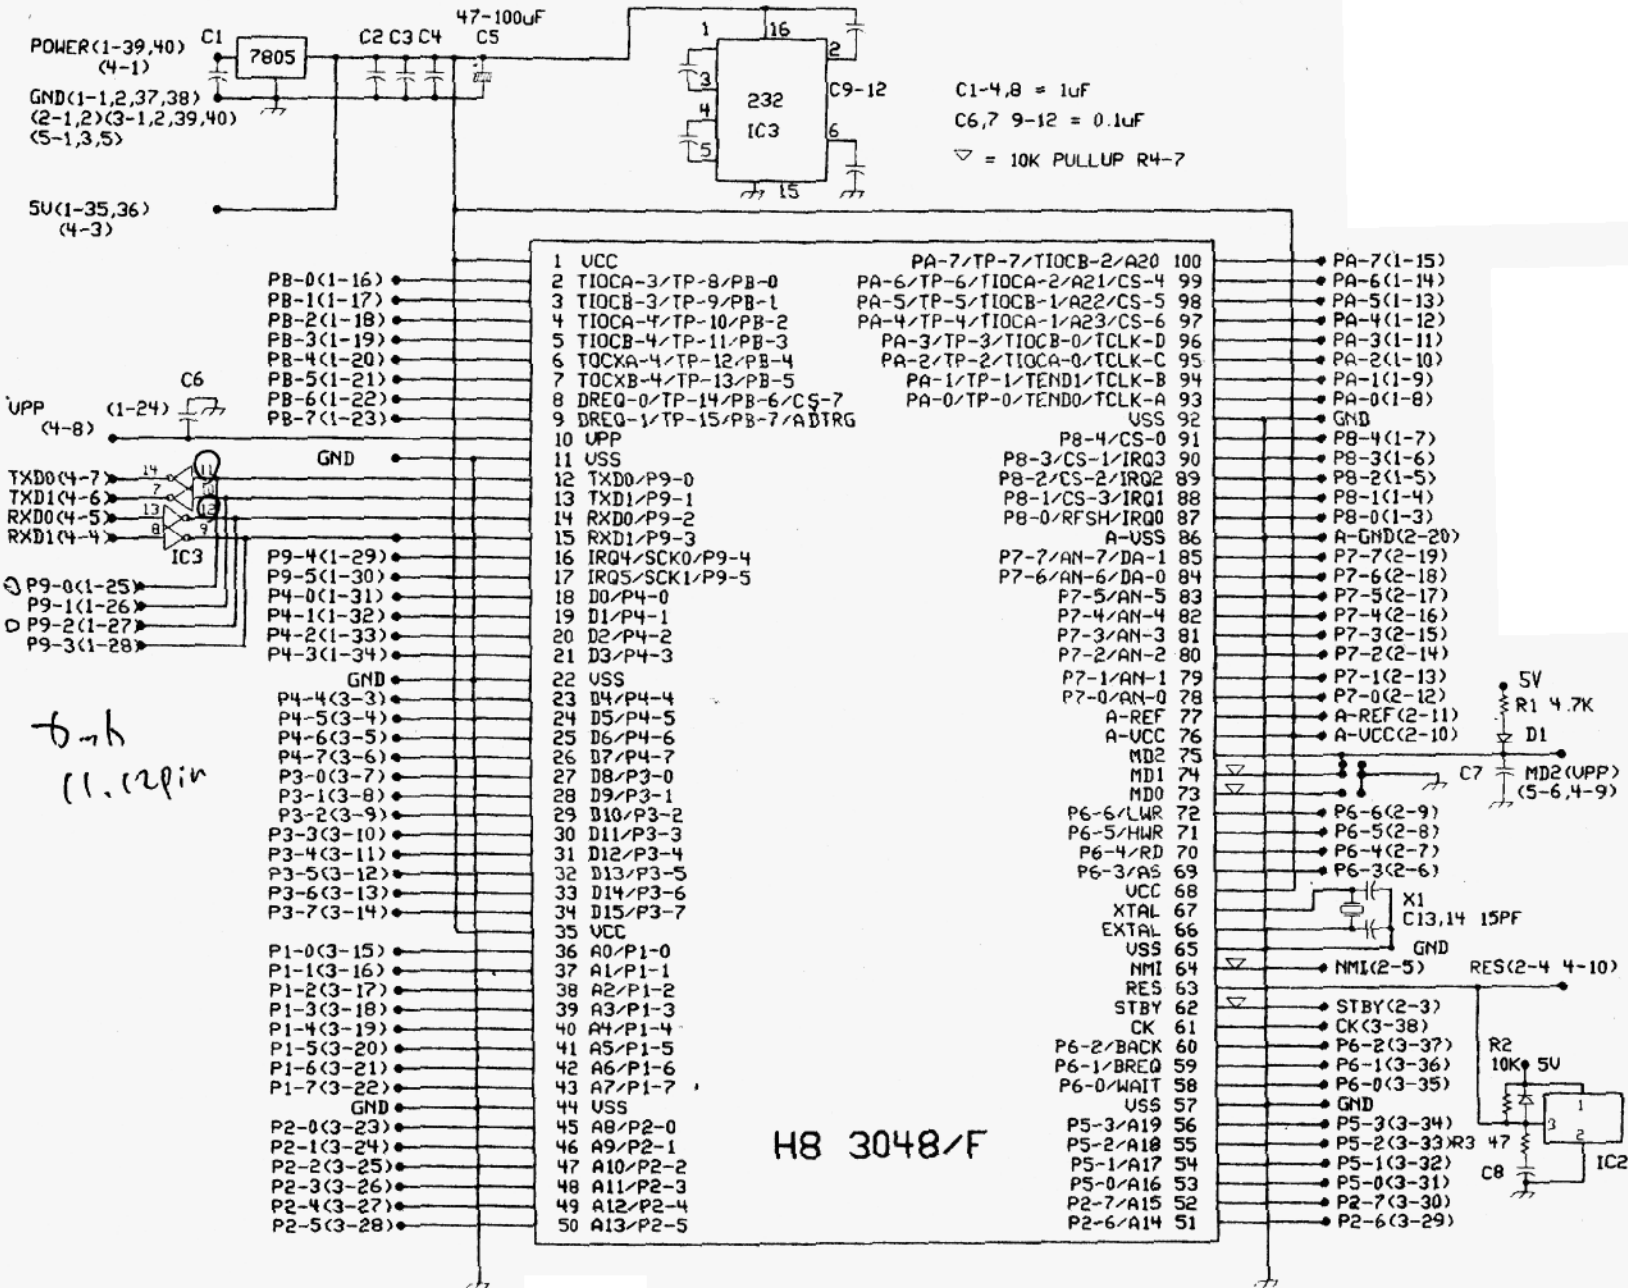 47-100uF
POWER(1-39,40)
(4-1)
C1
7805
C2 C3 C4 C5
GND(1-1,2,37,38)
(2-1,2)(3-1,2,39,40)
(5-1,3,5)
5V(1-35,36)
(4-3)
1
16
2
3
4
5
6
15
232
IC3
C9-12
C1-4,8 = 1uF
C6,7 9-12 = 0.1uF
▽ = 10K PULLUP R4-7
PB-0(1-16)
PB-1(1-17)
PB-2(1-18)
PB-3(1-19)
PB-4(1-20)
PB-5(1-21)
PB-6(1-22)
PB-7(1-23)
C6
VPP (1-24)
(4-8)
GND
TXD0(4-7) 14 11
TXD1(4-6) 7 10
RXD0(4-5) 13 12
RXD1(4-4) 8 9
IC3
P9-0(1-25)
P9-1(1-26)
P9-2(1-27)
P9-3(1-28)
P9-4(1-29)
P9-5(1-30)
P4-0(1-31)
P4-1(1-32)
P4-2(1-33)
P4-3(1-34)
GND
P4-4(3-3)
P4-5(3-4)
P4-6(3-5)
P4-7(3-6)
P3-0(3-7)
P3-1(3-8)
P3-2(3-9)
P3-3(3-10)
P3-4(3-11)
P3-5(3-12)
P3-6(3-13)
P3-7(3-14)
P1-0(3-15)
P1-1(3-16)
P1-2(3-17)
P1-3(3-18)
P1-4(3-19)
P1-5(3-20)
P1-6(3-21)
P1-7(3-22)
GND
P2-0(3-23)
P2-1(3-24)
P2-2(3-25)
P2-3(3-26)
P2-4(3-27)
P2-5(3-28)
11.12pin
1 VCC
2 TIOCA-3/TP-8/PB-0
3 TIOCB-3/TP-9/PB-1
4 TIOCA-4/TP-10/PB-2
5 TIOCB-4/TP-11/PB-3
6 TOCXA-4/TP-12/PB-4
7 TOCXB-4/TP-13/PB-5
8 DREQ-0/TP-14/PB-6/CS-7
9 DREQ-1/TP-15/PB-7/ADTRG
10 VPP
11 VSS
12 TXD0/P9-0
13 TXD1/P9-1
14 RXD0/P9-2
15 RXD1/P9-3
16 IRQ4/SCK0/P9-4
17 IRQ5/SCK1/P9-5
18 D0/P4-0
19 D1/P4-1
20 D2/P4-2
21 D3/P4-3
22 VSS
23 D4/P4-4
24 D5/P4-5
25 D6/P4-6
26 D7/P4-7
27 D8/P3-0
28 D9/P3-1
29 D10/P3-2
30 D11/P3-3
31 D12/P3-4
32 D13/P3-5
33 D14/P3-6
34 D15/P3-7
35 VCC
36 A0/P1-0
37 A1/P1-1
38 A2/P1-2
39 A3/P1-3
40 A4/P1-4
41 A5/P1-5
42 A6/P1-6
43 A7/P1-7
44 VSS
45 A8/P2-0
46 A9/P2-1
47 A10/P2-2
48 A11/P2-3
49 A12/P2-4
50 A13/P2-5
H8 3048/F
PA-7/TP-7/TIOCB-2/A20 100
PA-6/TP-6/TIOCA-2/A21/CS-4 99
PA-5/TP-5/TIOCB-1/A22/CS-5 98
PA-4/TP-4/TIOCA-1/A23/CS-6 97
PA-3/TP-3/TIOCB-0/TCLK-D 96
PA-2/TP-2/TIOCA-0/TCLK-C 95
PA-1/TP-1/TEND1/TCLK-B 94
PA-0/TP-0/TEND0/TCLK-A 93
VSS 92
P8-4/CS-0 91
P8-3/CS-1/IRQ3 90
P8-2/CS-2/IRQ2 89
P8-1/CS-3/IRQ1 88
P8-0/RFSH/IRQ0 87
A-VSS 86
P7-7/AN-7/DA-1 85
P7-6/AN-6/DA-0 84
P7-5/AN-5 83
P7-4/AN-4 82
P7-3/AN-3 81
P7-2/AN-2 80
P7-1/AN-1 79
P7-0/AN-0 78
A-REF 77
A-VCC 76
MD2 75
MD1 74
MD0 73
P6-6/LWR 72
P6-5/HWR 71
P6-4/RD 70
P6-3/AS 69
VCC 68
XTAL 67
EXTAL 66
VSS 65
NMI 64
RES 63
STBY 62
CK 61
P6-2/BACK 60
P6-1/BREQ 59
P6-0/WAIT 58
VSS 57
P5-3/A19 56
P5-2/A18 55
P5-1/A17 54
P5-0/A16 53
P2-7/A15 52
P2-6/A14 51
PA-7(1-15)
PA-6(1-14)
PA-5(1-13)
PA-4(1-12)
PA-3(1-11)
PA-2(1-10)
PA-1(1-9)
PA-0(1-8)
GND
P8-4(1-7)
P8-3(1-6)
P8-2(1-5)
P8-1(1-4)
P8-0(1-3)
A-GND(2-20)
P7-7(2-19)
P7-6(2-18)
P7-5(2-17)
P7-4(2-16)
P7-3(2-15)
P7-2(2-14)
P7-1(2-13)
P7-0(2-12)
A-REF(2-11)
A-VCC(2-10)
5V
R1 4.7K
D1
C7
MD2(VPP)
(5-6,4-9)
P6-6(2-9)
P6-5(2-8)
P6-4(2-7)
P6-3(2-6)
X1
C13,14 15PF
GND
NMI(2-5)
RES(2-4 4-10)
STBY(2-3)
CK(3-38)
P6-2(3-37)
P6-1(3-36)
P6-0(3-35)
GND
P5-3(3-34)
P5-2(3-33)
P5-1(3-32)
P5-0(3-31)
P2-7(3-30)
P2-6(3-29)
R2
10K 5V
1
3
2
R3 47
C8
IC2